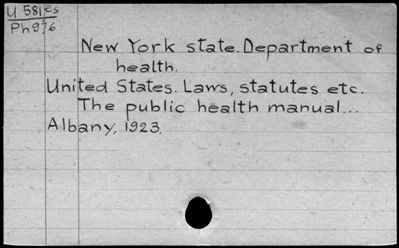 U 581es
Ph976
New York state. Department of
health.
United States. Laws, statutes etc.
The public health manual...
Albany, 1923.